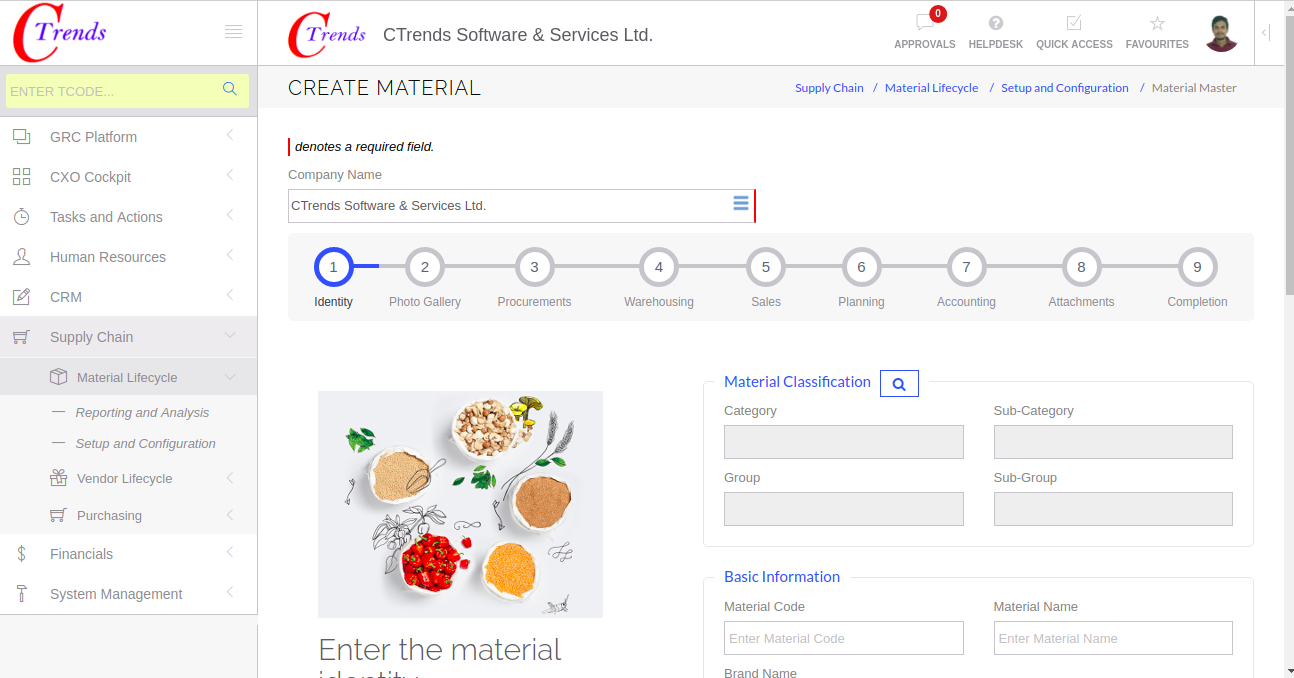 CTrends
CTrends
CTrends Software & Services Ltd.
0
APPROVALS
HELPDESK
QUICK ACCESS
FAVOURITES
ENTER TCODE...
CREATE MATERIAL
Supply Chain / Material Lifecycle / Setup and Configuration / Material Master
GRC Platform
CXO Cockpit
Tasks and Actions
Human Resources
CRM
Supply Chain
Material Lifecycle
Reporting and Analysis
Setup and Configuration
Vendor Lifecycle
Purchasing
Financials
System Management
denotes a required field.
Company Name
CTrends Software & Services Ltd.
1 2 3 4 5 6 7 8 9
Identity Photo Gallery Procurements Warehousing Sales Planning Accounting Attachments Completion
Enter the material
identity
Material Classification
Category Sub-Category
Group Sub-Group
Basic Information
Material Code Material Name
Enter Material Code Enter Material Name
Brand Name